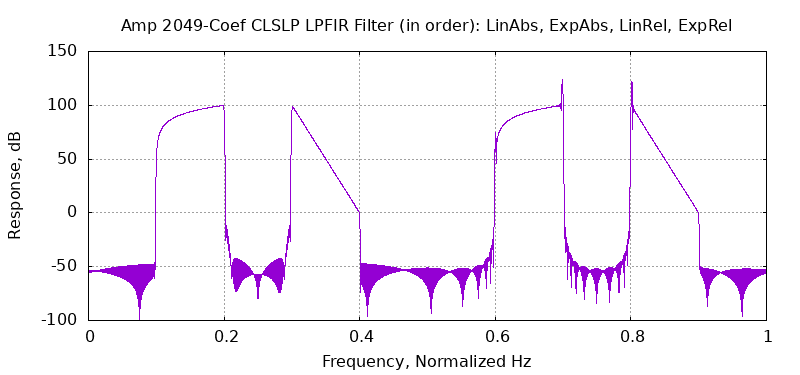 Amp 2049-Coef CLSLP LPFIR Filter (in order): LinAbs, ExpAbs, LinRel, ExpRel
150
100
50
0
-50
-100
Response, dB
0 0.2 0.4 0.6 0.8 1
Frequency, Normalized Hz